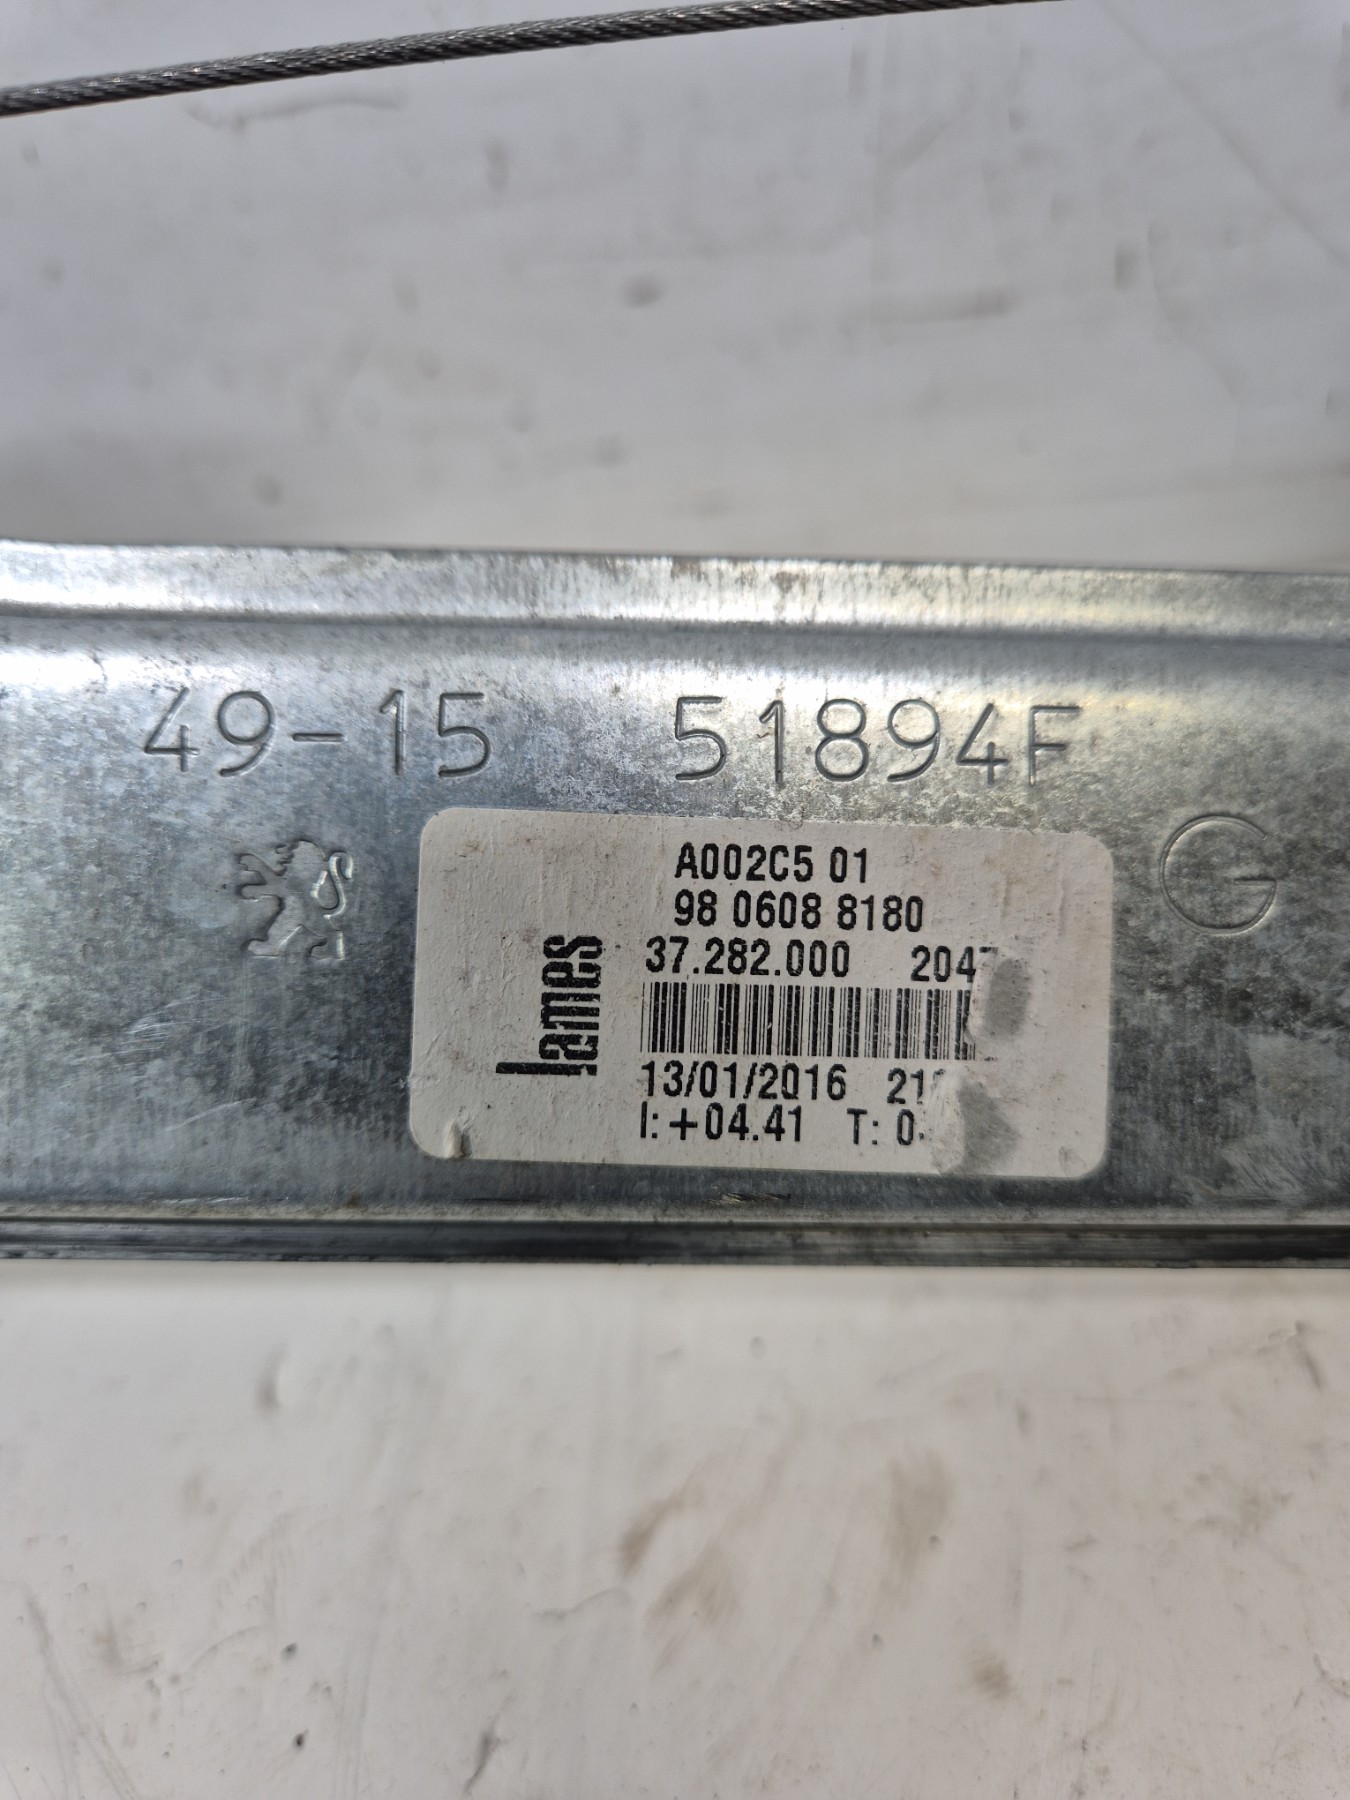 49-15 51894F
G
A002C5 01
98 0608 8180
lames
37.282.000
13/01/2016
I: +04.41 T: